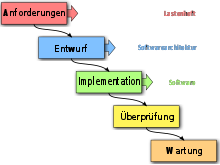 Anforderungen
Lastenheft
Entwurf
Softwarearchitektur
Implementation
Software
Überprüfung
Wartung